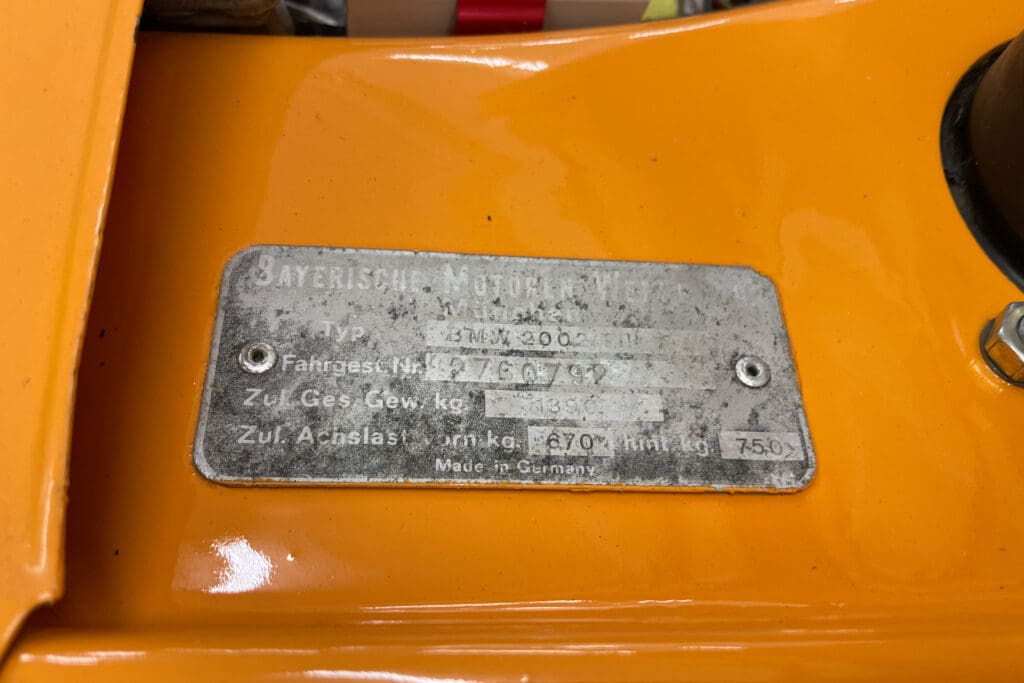 BAYERISCHE MOTOREN
München
Typ BMW 2002
Fahrgest. Nr. 2760797
Zul. Ges. Gew. kg
Zul. Achslast vorn kg. 670 hint. kg. 750
Made in Germany